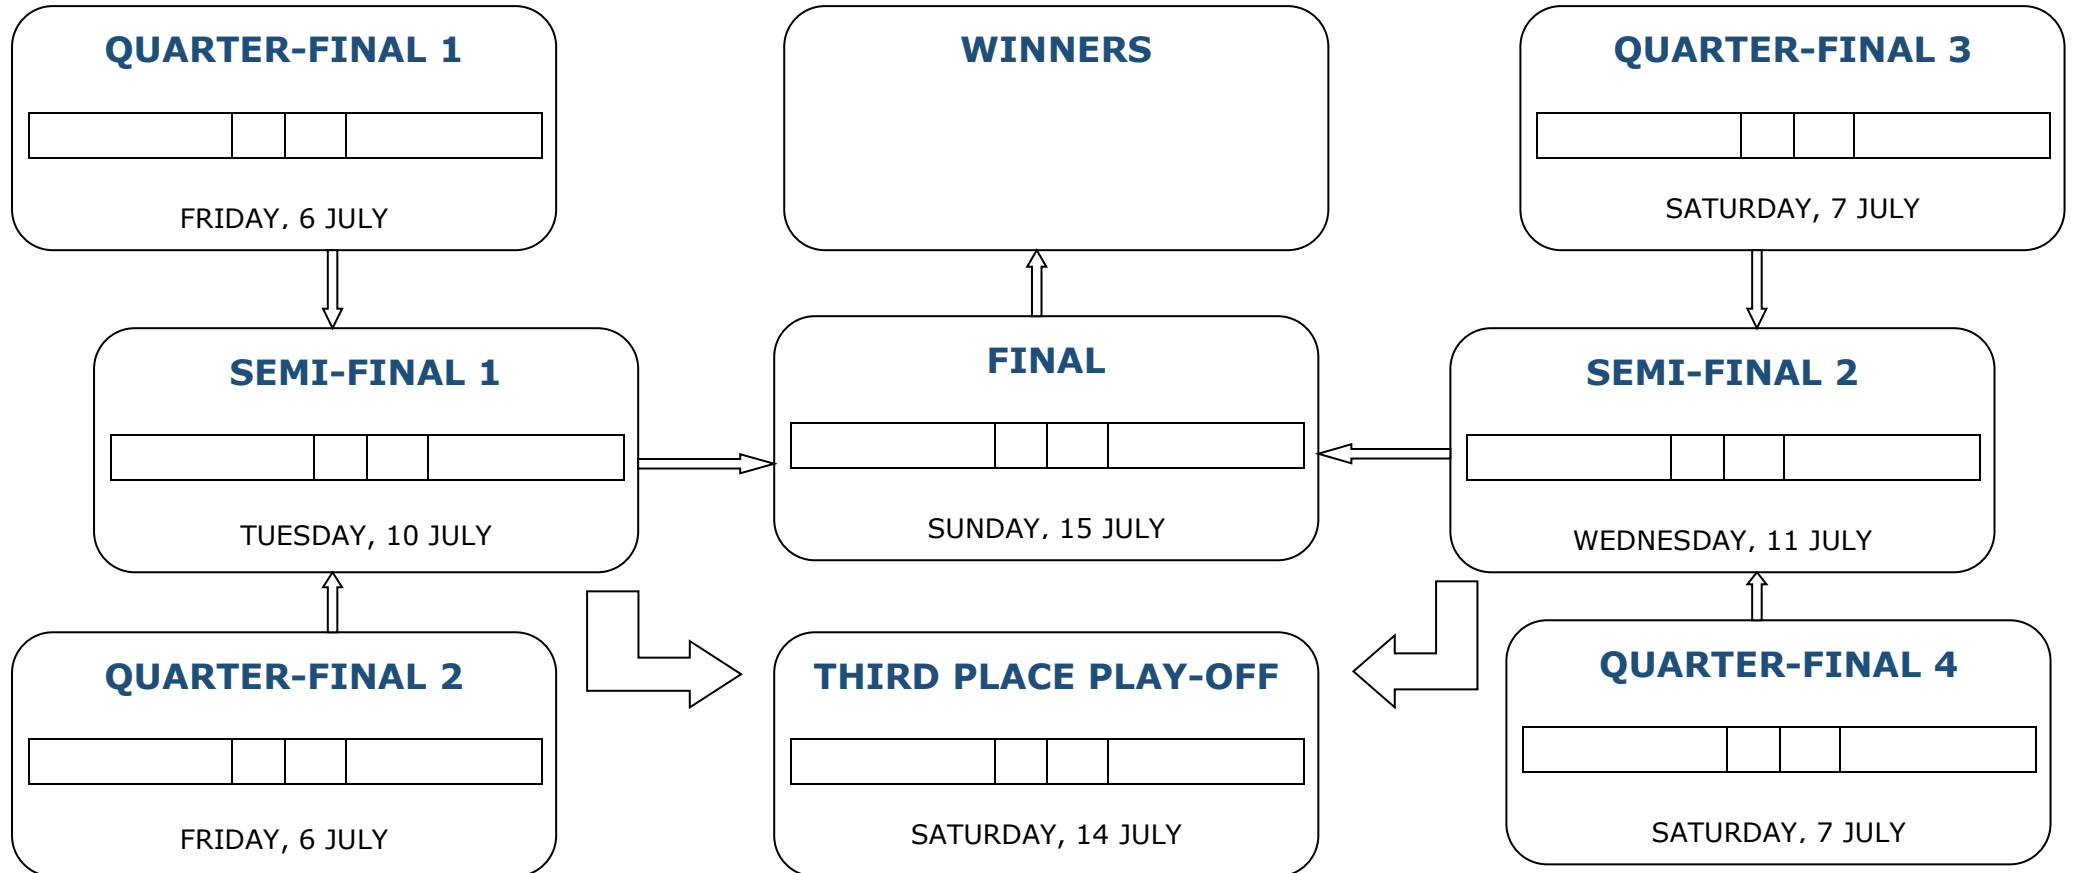 QUARTER-FINAL 1
FRIDAY, 6 JULY
WINNERS
QUARTER-FINAL 3
SATURDAY, 7 JULY
SEMI-FINAL 1
TUESDAY, 10 JULY
FINAL
SUNDAY, 15 JULY
SEMI-FINAL 2
WEDNESDAY, 11 JULY
QUARTER-FINAL 2
FRIDAY, 6 JULY
THIRD PLACE PLAY-OFF
SATURDAY, 14 JULY
QUARTER-FINAL 4
SATURDAY, 7 JULY